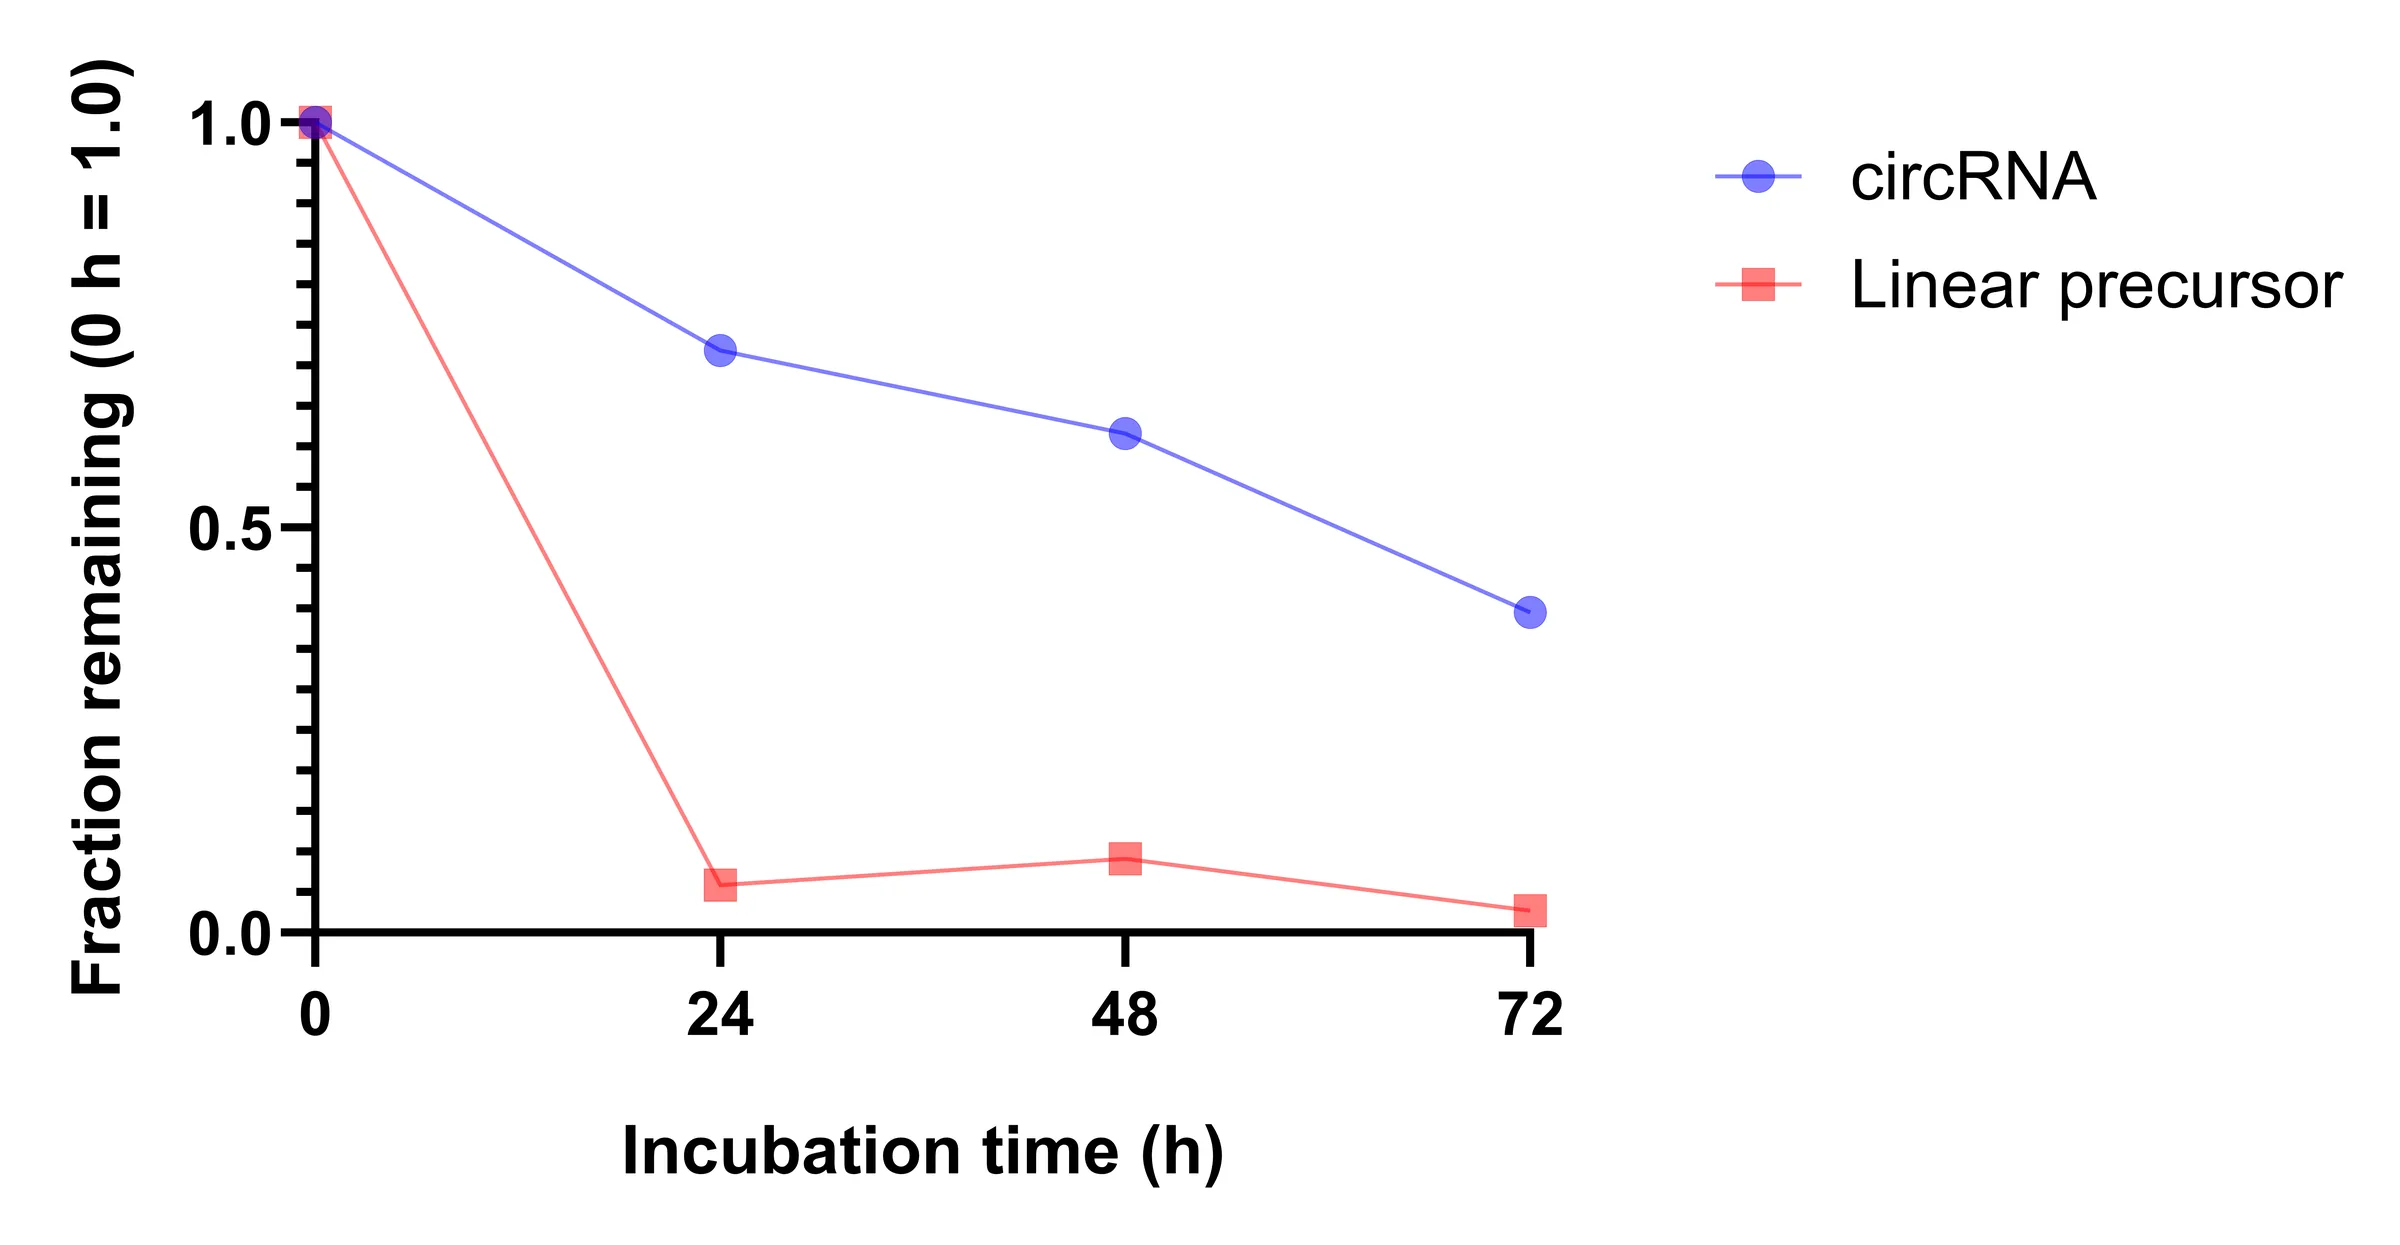 Fraction remaining (0 h = 1.0)
1.0
0.5
0.0
0
24
48
72
Incubation time (h)
circRNA
Linear precursor